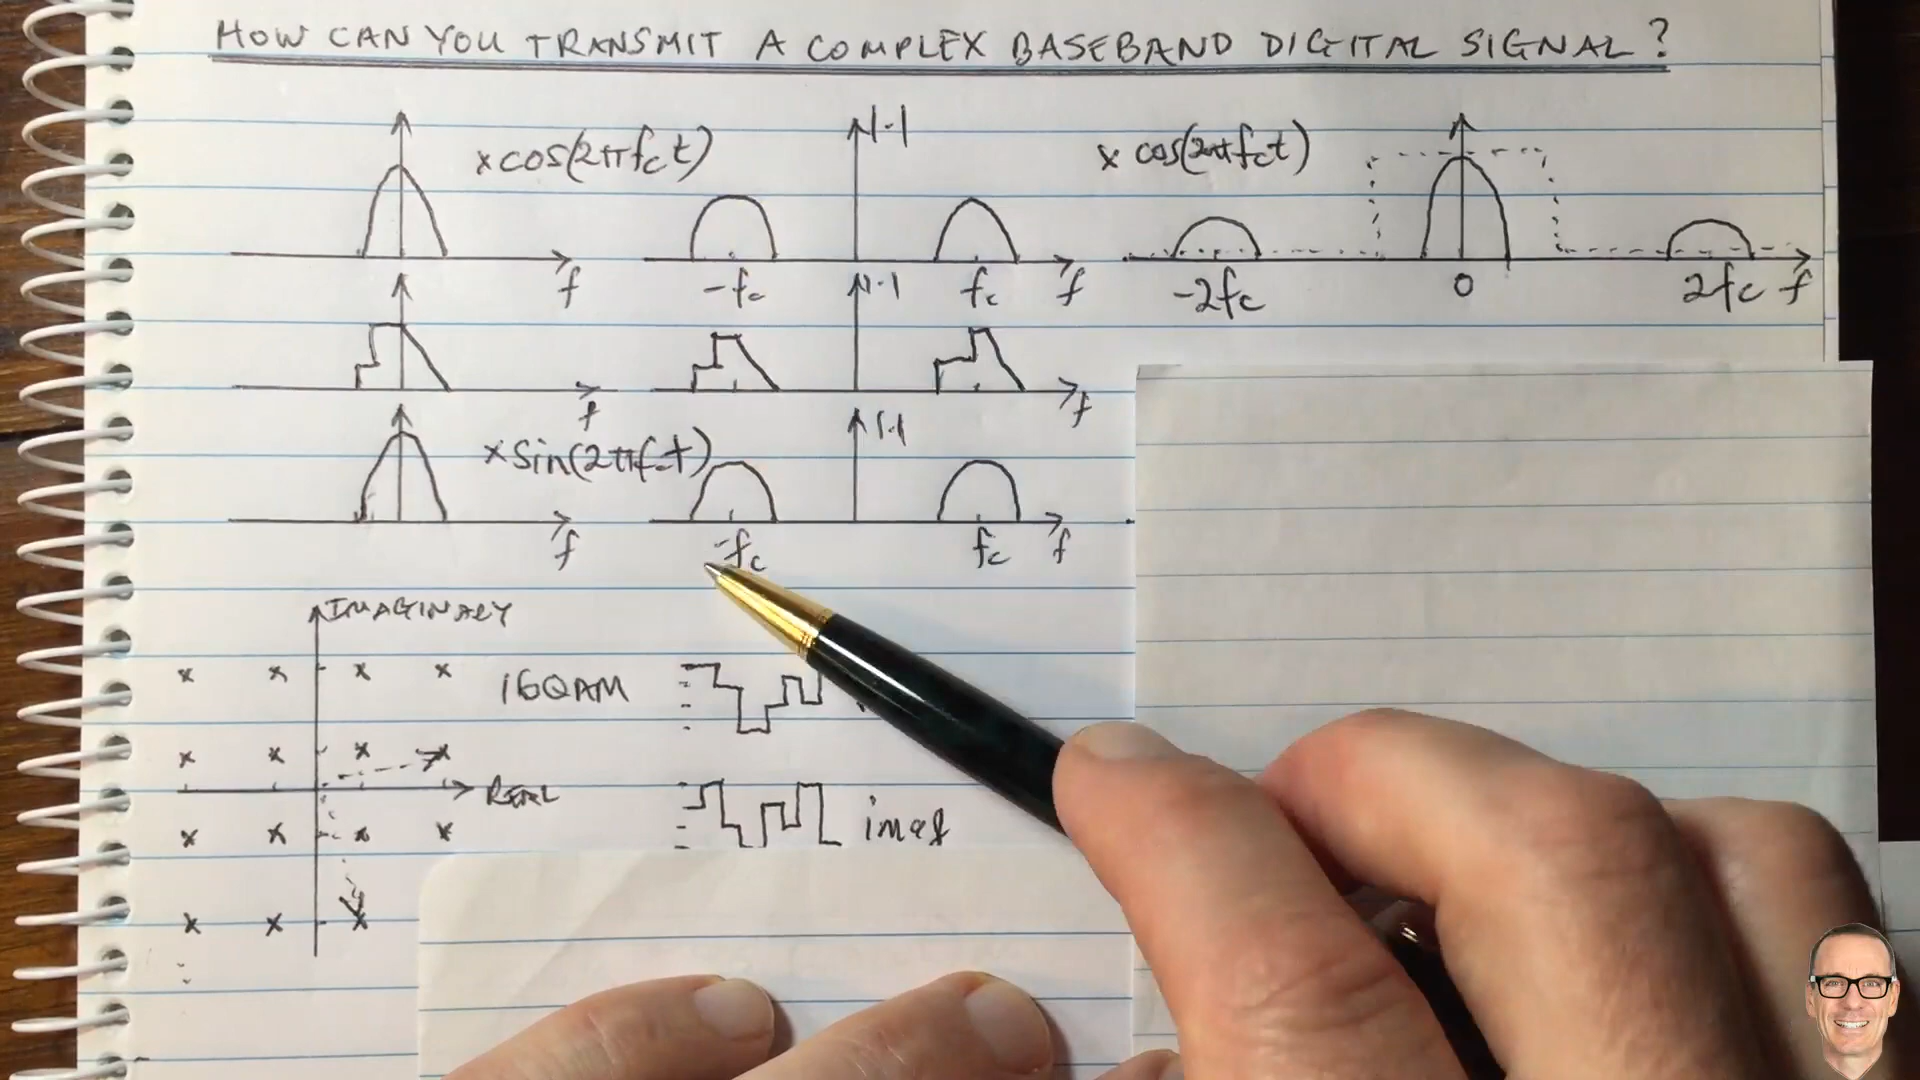 HOW CAN YOU TRANSMIT A COMPLEX BASEBAND DIGITAL SIGNAL?
×cos(2πfct) |·| × cos(2πfct)
f -fc fc f -2fc 0 2fc f
|·|
f f
×sin(2πfct) |·|
f -fc fc f
IMAGINARY
16QAM
REAL
imag